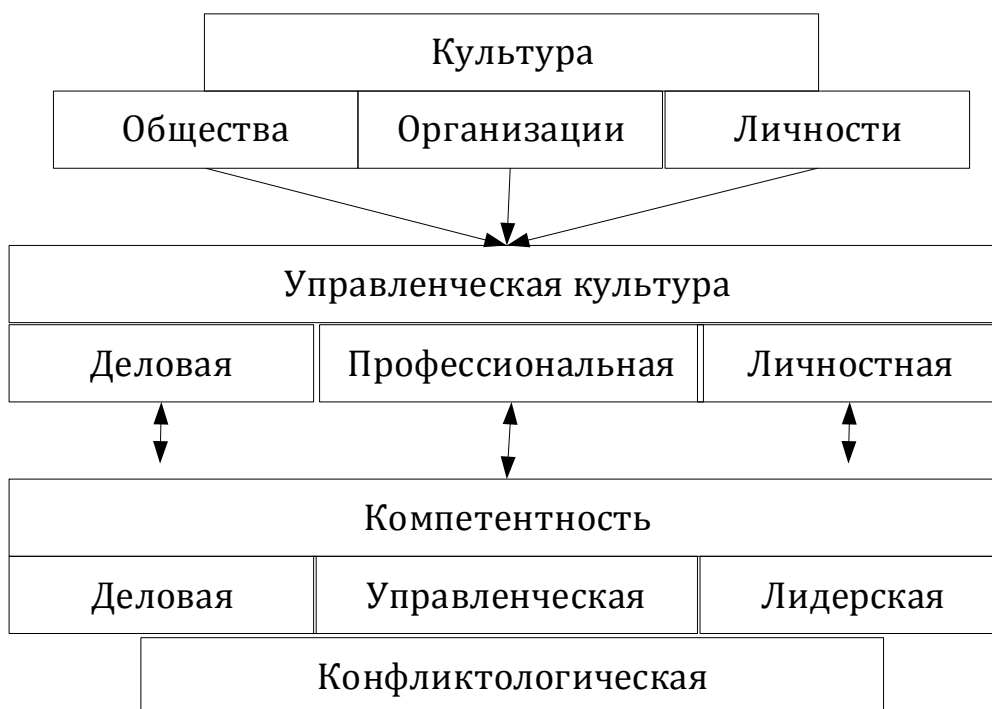 Культура
Общества Организации Личности
Управленческая культура
Деловая Профессиональная Личностная
Компетентность
Деловая Управленческая Лидерская
Конфликтологическая